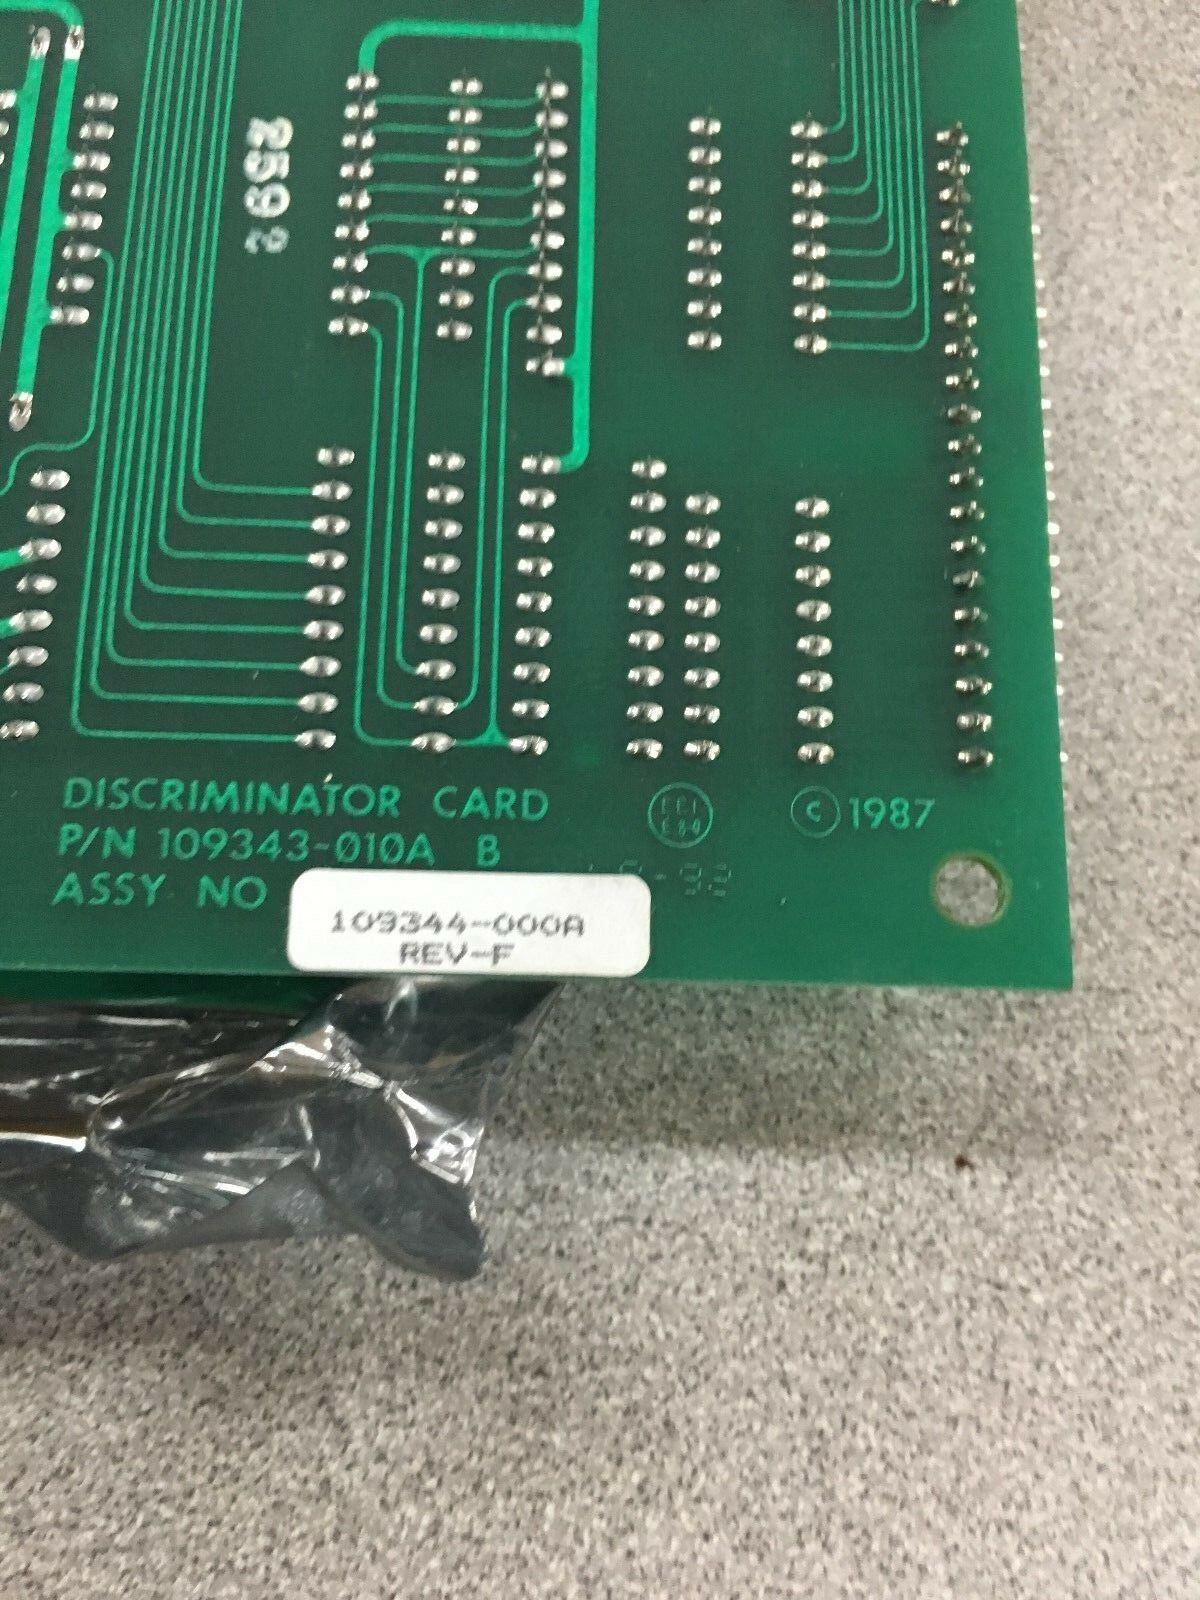 DISCRIMINATOR CARD
P/N 109343-010A B
© 1987
ASSY NO
109344-000A
REV-F